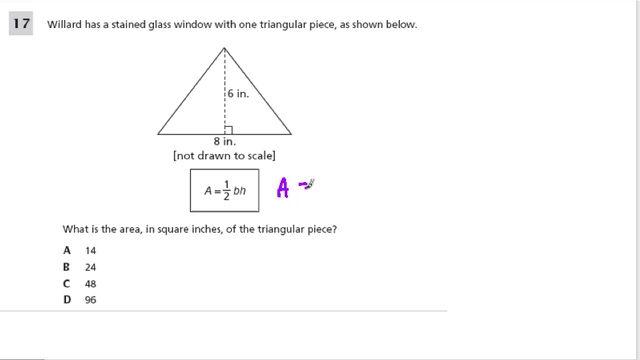 17 Willard has a stained glass window with one triangular piece, as shown below.
6 in.
8 in.
[not drawn to scale]
A = 1/2 bh A =
What is the area, in square inches, of the triangular piece?
A 14
B 24
C 48
D 96